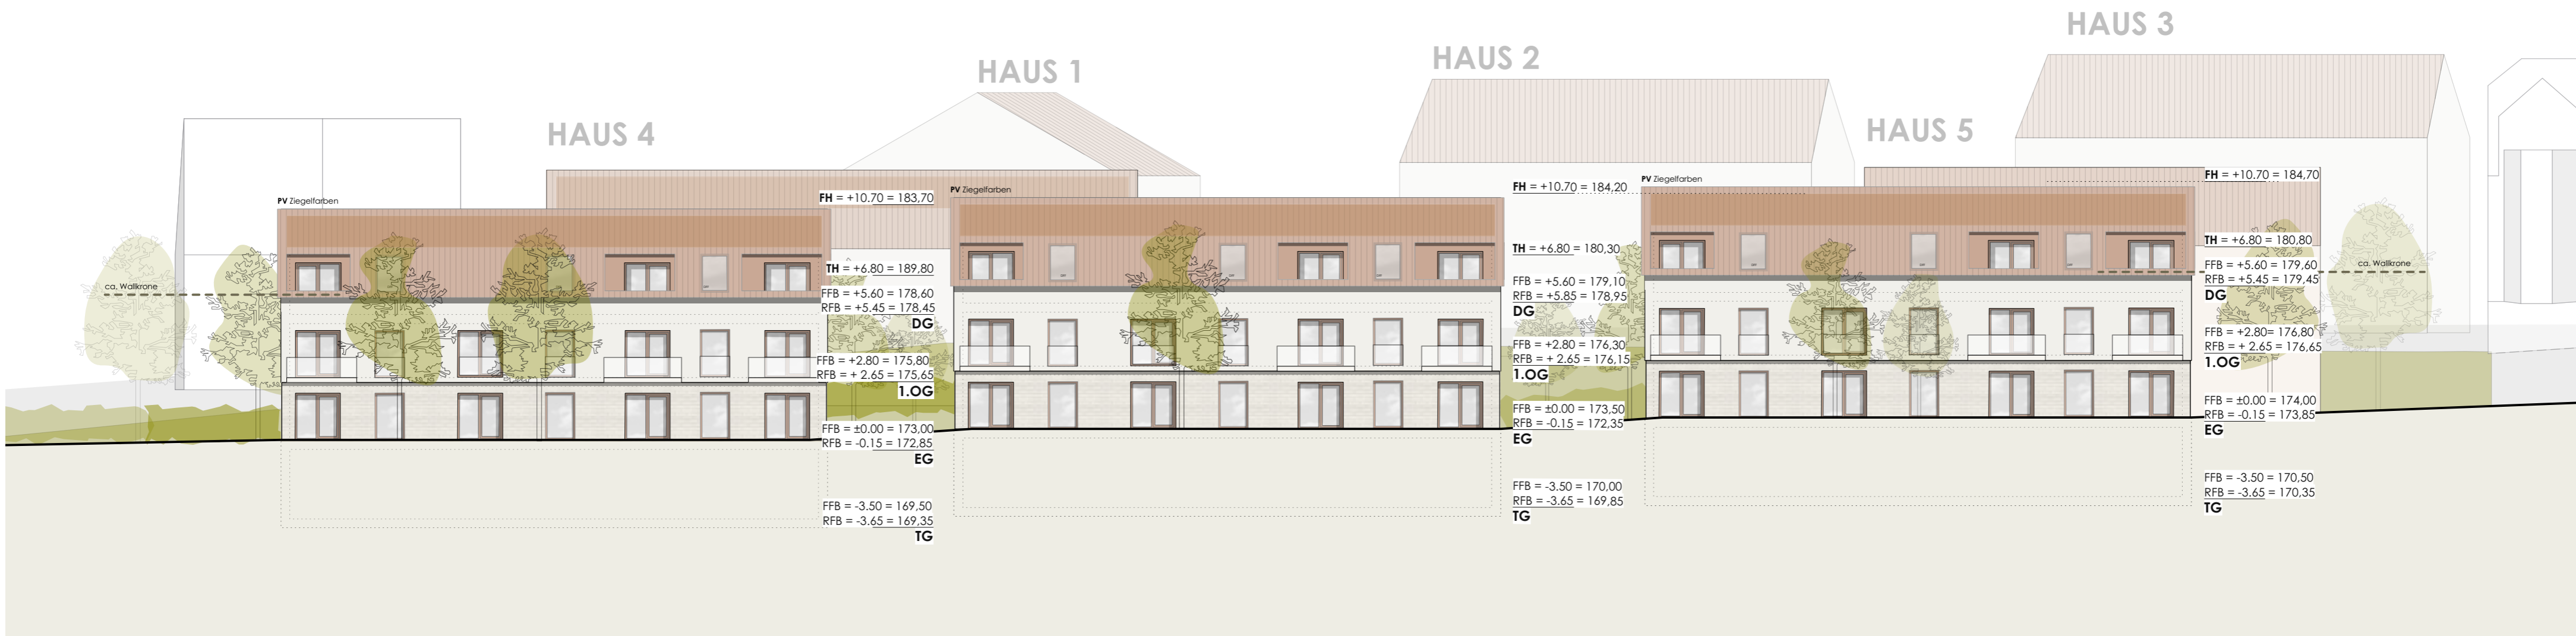 HAUS 3
HAUS 2
HAUS 1
HAUS 5
HAUS 4
PV Ziegelfarben
ca. Wallkrone
FH = +10.70 = 183,70
TH = +6.80 = 189,80
FFB = +5.60 = 178,60
RFB = +5.45 = 178,45
DG
FFB = +2.80 = 175,80
RFB = + 2.65 = 175,65
1.OG
FFB = ±0.00 = 173,00
RFB = -0.15 = 172,85
EG
FFB = -3.50 = 169,50
RFB = -3.65 = 169,35
TG
PV Ziegelfarben
FH = +10.70 = 184,20
TH = +6.80 = 180,30
FFB = +5.60 = 179,10
RFB = +5.85 = 178,95
DG
FFB = +2.80 = 176,30
RFB = + 2.65 = 176,15
1.OG
FFB = ±0.00 = 173,50
RFB = -0.15 = 172,35
EG
FFB = -3.50 = 170,00
RFB = -3.65 = 169,85
TG
PV Ziegelfarben
FH = +10.70 = 184,70
TH = +6.80 = 180,80
FFB = +5.60 = 179,60
RFB = +5.45 = 179,45
DG
ca. Wallkrone
FFB = +2.80= 176,80
RFB = + 2.65 = 176,65
1.OG
FFB = ±0.00 = 174,00
RFB = -0.15 = 173,85
EG
FFB = -3.50 = 170,50
RFB = -3.65 = 170,35
TG